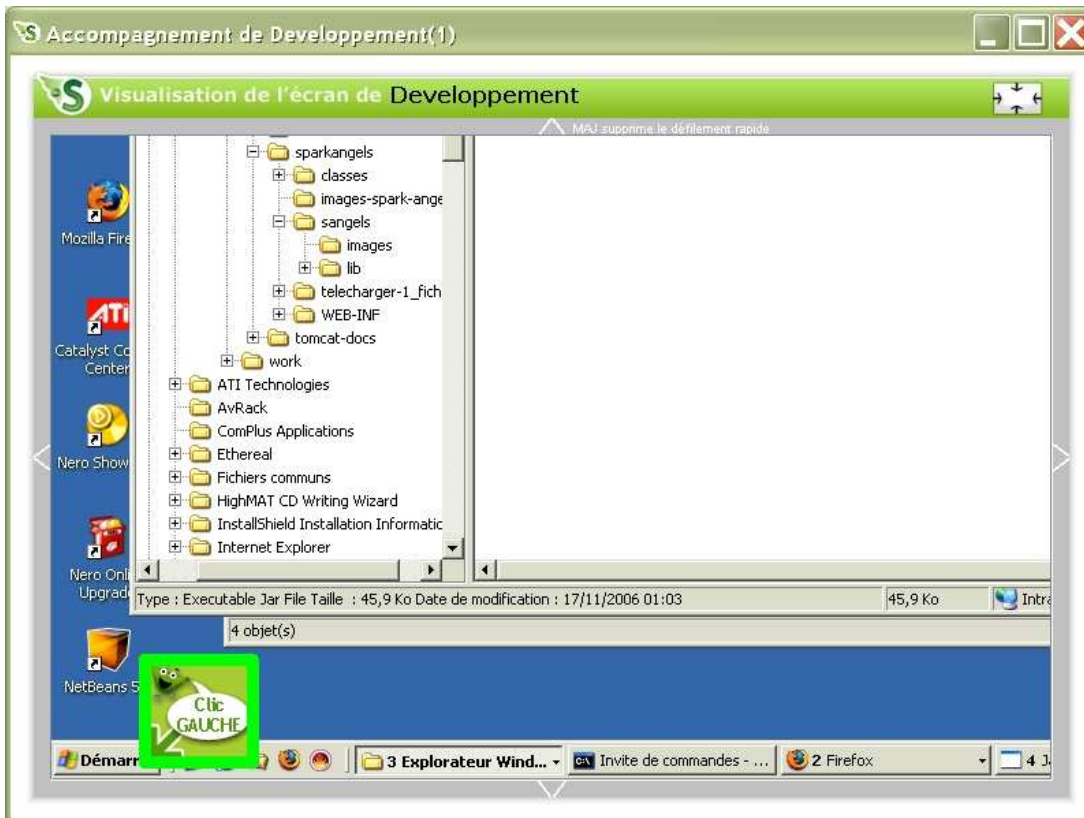 Accompagnement de Developpement(1)
S Visualisation de l'écran de Developpement
MAJ supprime le défilement rapide
sparkangels
classes
images-spark-ange
sangels
images
lib
telecharger-1_fich
WEB-INF
tomcat-docs
work
ATI Technologies
AvRack
ComPlus Applications
Ethereal
Fichiers communs
HighMAT CD Writing Wizard
InstallShield Installation Informatic
Internet Explorer
Mozilla Fire
ATI
Catalyst Co
Center
Nero Show
Nero Onli
Upgrad
NetBeans 5
Type : Executable Jar File Taille : 45,9 Ko Date de modification : 17/11/2006 01:03
45,9 Ko
Intra
4 objet(s)
Clic
GAUCHE
Démarr
3 Explorateur Wind...
Invite de commandes - ...
2 Firefox
4 J